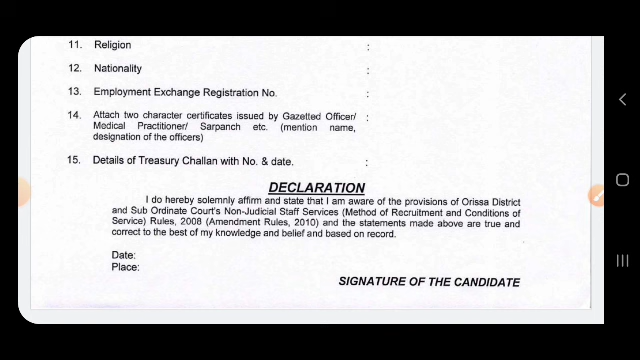 11. Religion :
12. Nationality :
13. Employment Exchange Registration No. :
14. Attach two character certificates issued by Gazetted Officer/ :
Medical Practitioner/ Sarpanch etc. (mention name,
designation of the officers)
15. Details of Treasury Challan with No. & date. :
DECLARATION
I do hereby solemnly affirm and state that I am aware of the provisions of Orissa District
and Sub Ordinate Court's Non-Judicial Staff Services (Method of Recruitment and Conditions of
Service) Rules, 2008 (Amendment Rules, 2010) and the statements made above are true and
correct to the best of my knowledge and belief and based on record.
Date:
Place:
SIGNATURE OF THE CANDIDATE